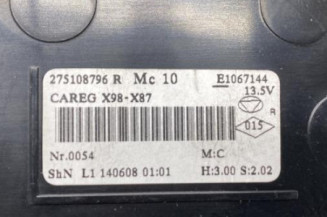 275108796 R Mc 10 E1067144
CAREG X98-X87 13.5V
R
015
Nr.0054 M:C
ShN L1 140608 01:01 H:3.00 S:2.02